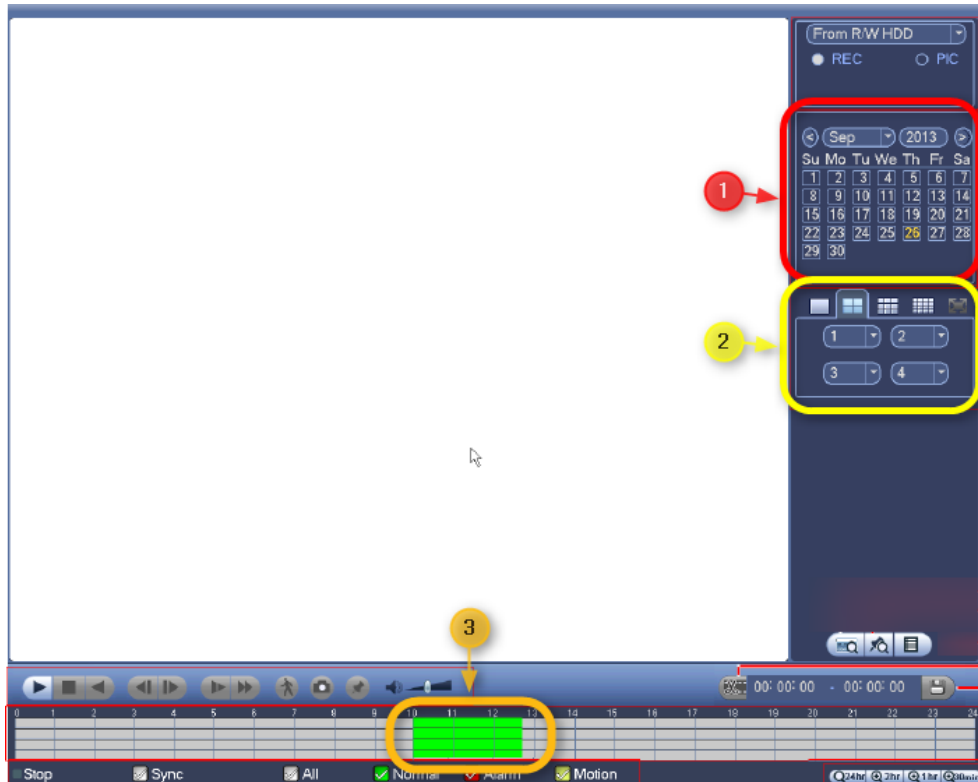 From R/W HDD
REC PIC
Sep 2013
Su Mo Tu We Th Fr Sa
1 2 3 4 5 6 7
8 9 10 11 12 13 14
1
15 16 17 18 19 20 21
22 23 24 25 26 27 28
29 30
2
1 2
3 4
3
00:00:00 - 00:00:00
0 1 2 3 4 5 6 7 8 9 10 11 12 13 14 15 16 17 18 19 20 21 22 23 24
Stop Sync All Normal Alarm Motion 24hr 2hr 1hr 30min